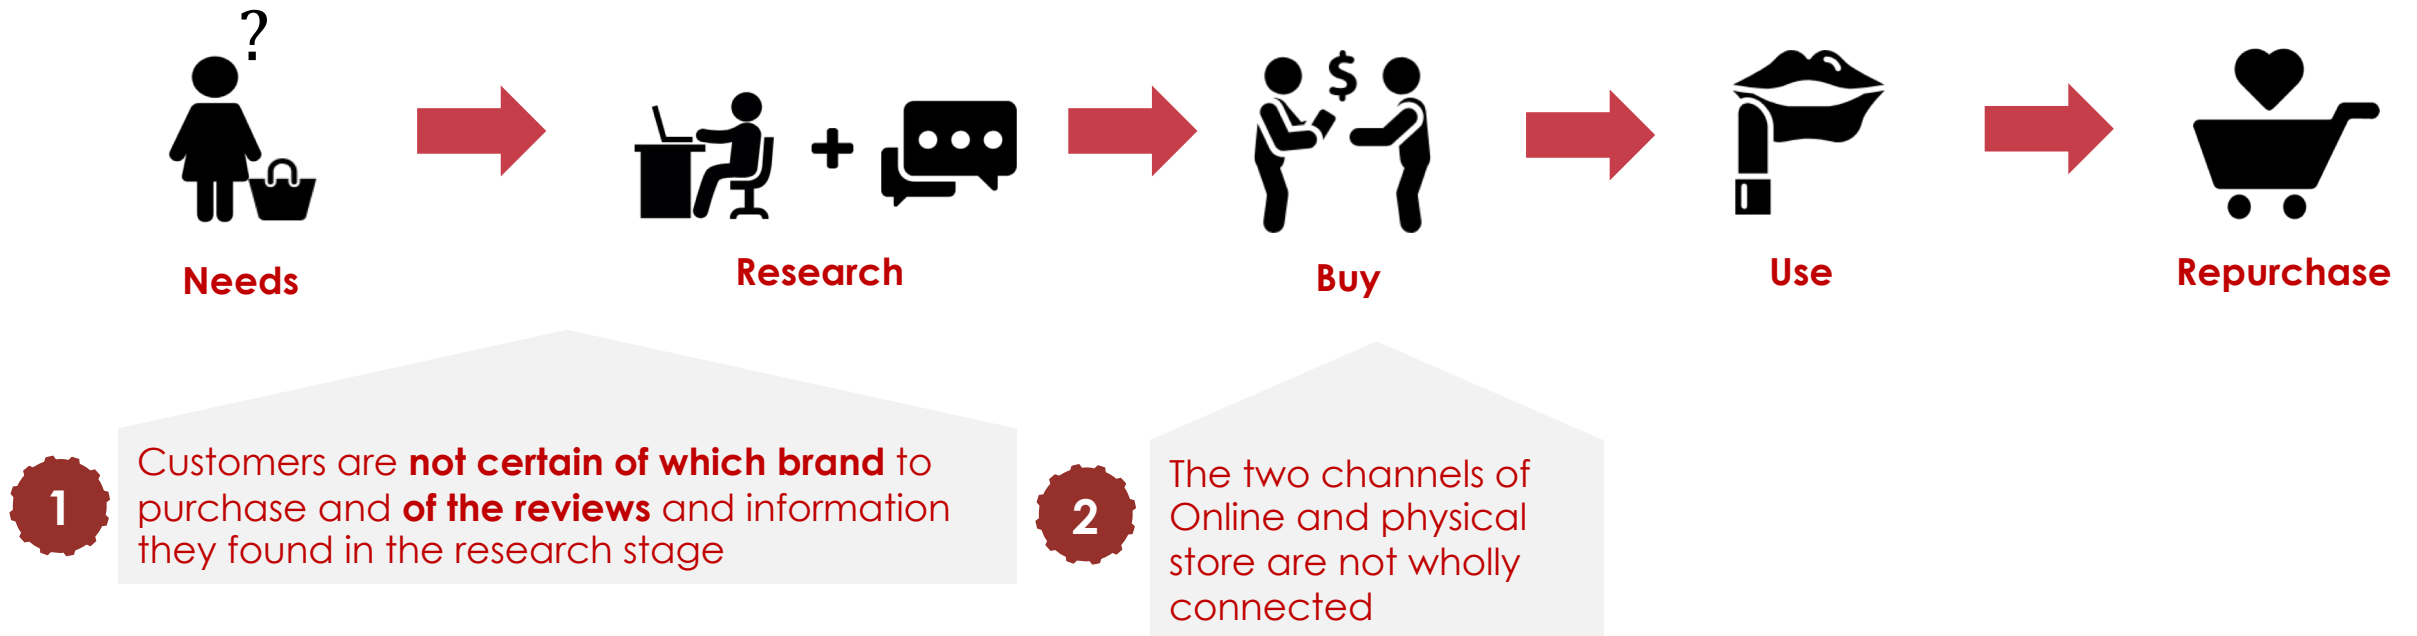 ?
Needs
Research
Buy
Use
Repurchase
$
1
Customers are not certain of which brand to
purchase and of the reviews and information
they found in the research stage
2
The two channels of
Online and physical
store are not wholly
connected